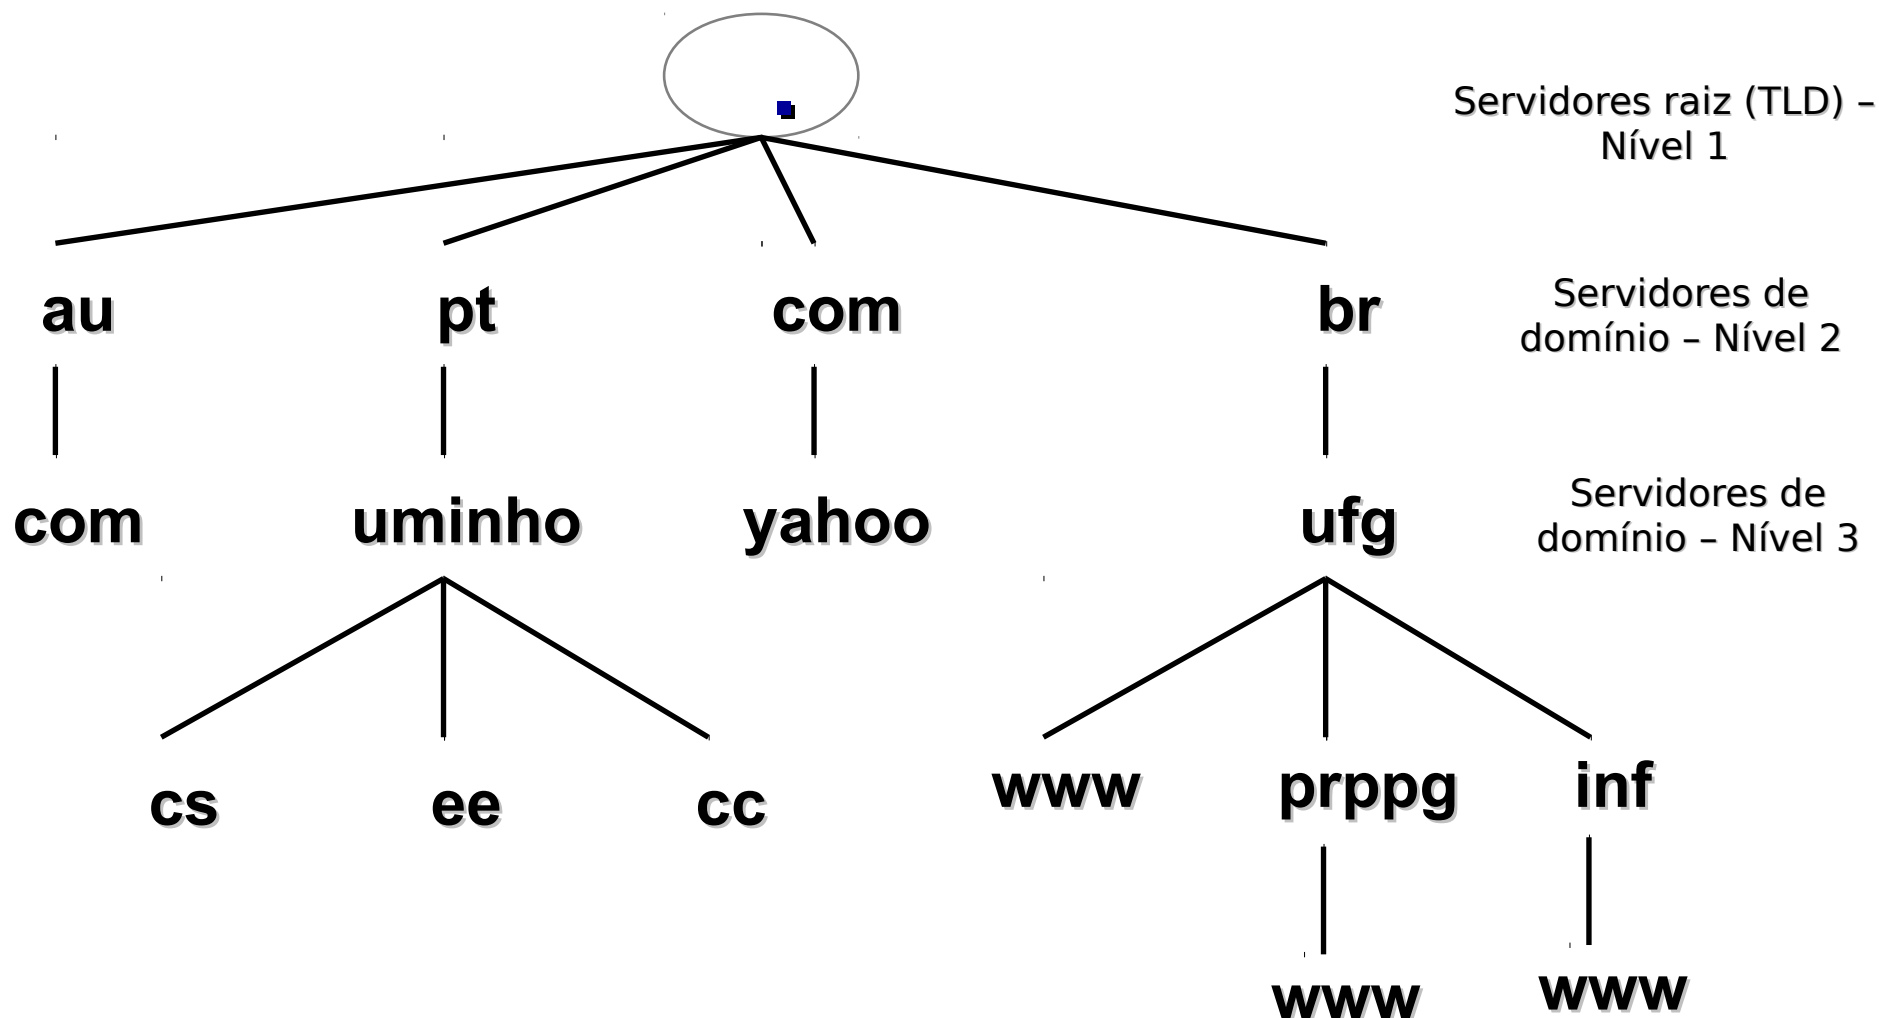 Servidores raiz (TLD) –
Nível 1
au
pt
com
br
Servidores de
domínio – Nível 2
com
uminho
yahoo
ufg
Servidores de
domínio – Nível 3
cs
ee
cc
www
prppg
inf
www
www